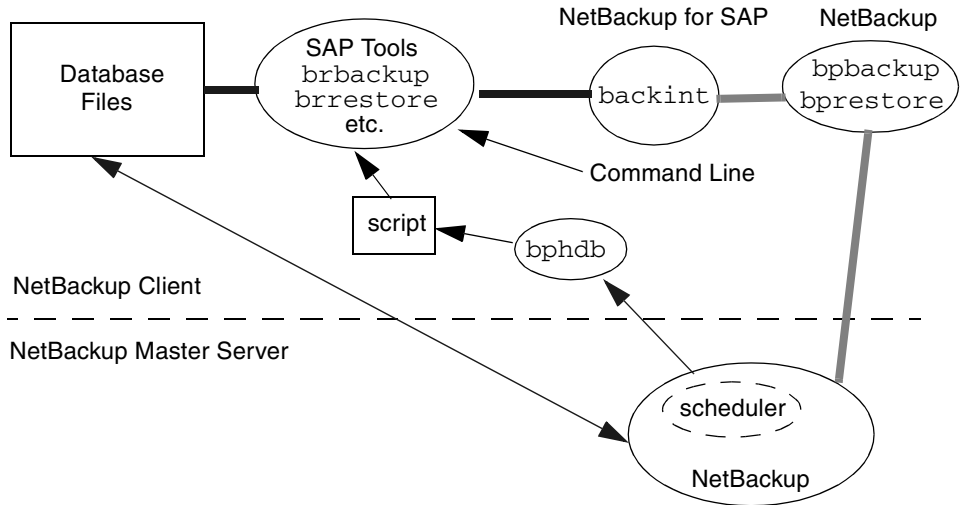 NetBackup for SAP
NetBackup
Database
Files
SAP Tools
brbackup
brrestore
etc.
backint
bpbackup
bprestore
Command Line
script
bphdb
NetBackup Client
NetBackup Master Server
scheduler
NetBackup